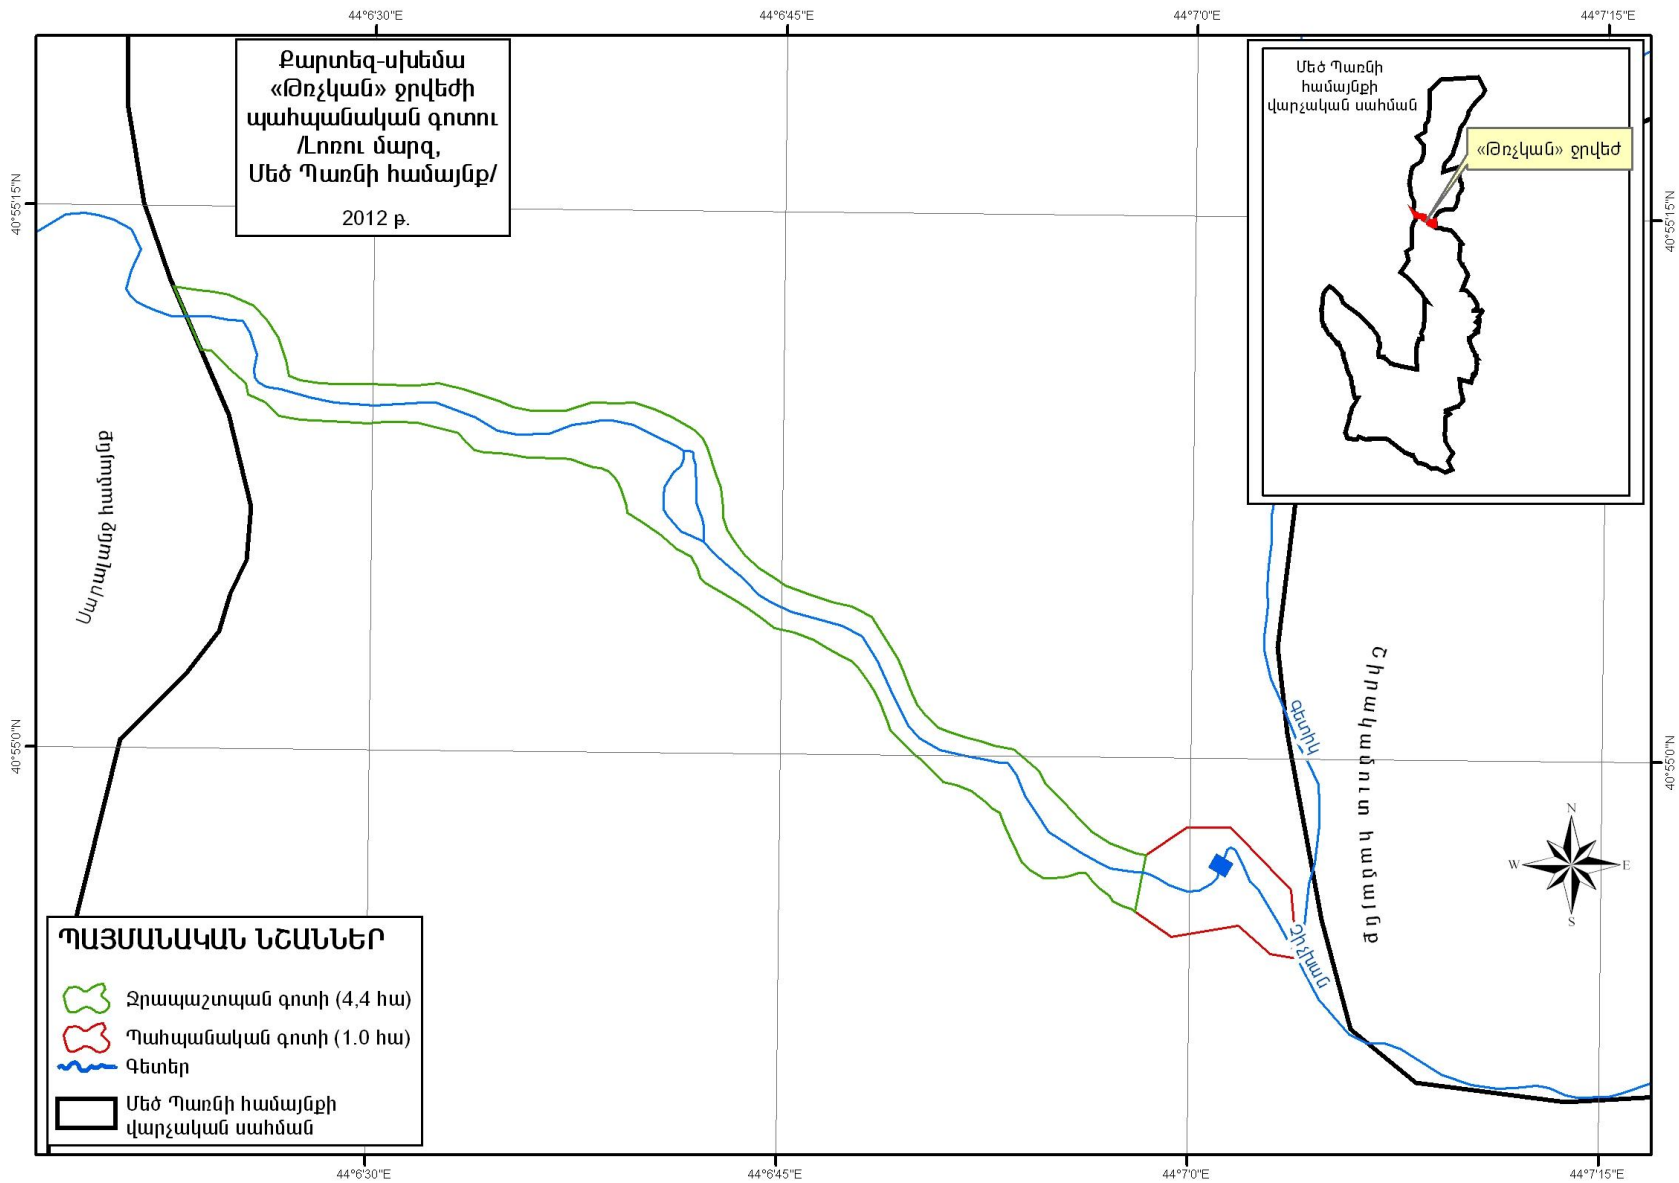 44°6'30"E
44°6'45"E
44°7'0"E
44°7'15"E
Քարտեզ-սխեմա
«Թռչկան» ջրվեժի
պահպանական գոտու
/Լոռու մարզ,
Մեծ Պառնի համայնք/
2012 թ.
Մեծ Պառնի
համայնքի
վարչական սահման
«Թռչկան» ջրվեժ
40°55'15"N
40°55'15"N
Սարալանջ համայնք
Գետիկ
40°55'0"N
40°55'0"N
Չիչխան
N
W
E
S
ՊԱՅՄԱՆԱԿԱՆ ՆՇԱՆՆԵՐ
Ջրապաշտպան գոտի (4,4 հա)
Պահպանական գոտի (1.0 հա)
Գետեր
Մեծ Պառնի համայնքի
վարչական սահման
44°6'30"E
44°6'45"E
44°7'0"E
44°7'15"E